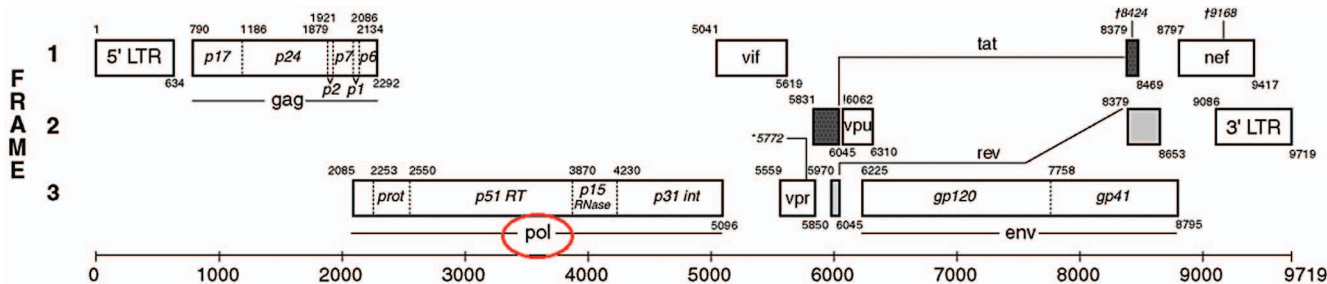 1 790 1186 1921 2086 5041 †8424 †9168
1879 2134 8379 8797
FRAME
1 5' LTR p17 p24 p7 p6 vif tat nef
634 p2 p1 2292 5619 8469 9417
gag
5831 !6062 8379 9086
2 vpu 3' LTR
*5772 6045 6310 rev 8653 9719
2085 2253 2550 3870 4230 5559 5970 6225 7758
3 prot p51 RT p15 RNase p31 int vpr gp120 gp41
5096 5850 6045 8795
pol env
0 1000 2000 3000 4000 5000 6000 7000 8000 9000 9719